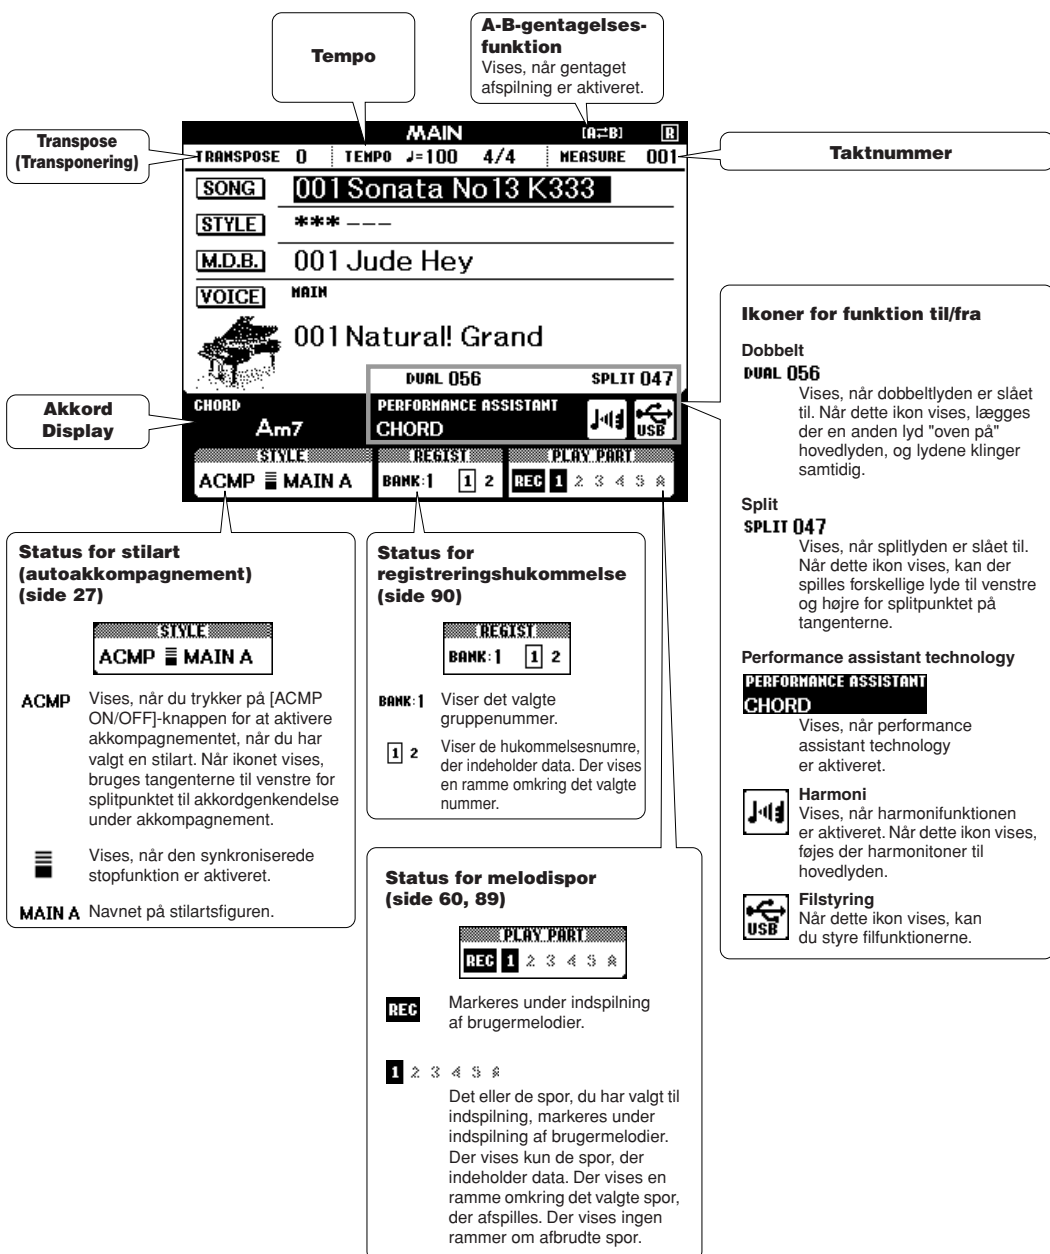 Tempo
A-B-gentagelses-
funktion
Vises, når gentaget
afspilning er aktiveret.
Transpose
(Transponering)
Taktnummer
MAIN [A⇄B] R
TRANSPOSE 0 TEMPO ♩=100 4/4 MEASURE 001
SONG 001 Sonata No13 K333
STYLE ***---
M.D.B. 001 Jude Hey
VOICE MAIN
001 Natural! Grand
DUAL 056 SPLIT 047
CHORD PERFORMANCE ASSISTANT
Am7 CHORD USB
STYLE REGIST PLAY PART
ACMP MAIN A BANK:1 1 2 REC 1 2 3 4 5 A
Akkord
Display
Status for stilart
(autoakkompagnement)
(side 27)
STYLE
ACMP MAIN A
ACMP Vises, når du trykker på [ACMP
ON/OFF]-knappen for at aktivere
akkompagnementet, når du har
valgt en stilart. Når ikonet vises,
bruges tangenterne til venstre for
splitpunktet til akkordgenkendelse
under akkompagnement.
Vises, når den synkroniserede
stopfunktion er aktiveret.
MAIN A Navnet på stilartsfiguren.
Status for
registreringshukommelse
(side 90)
REGIST
BANK:1 1 2
BANK:1 Viser det valgte
gruppenummer.
1 2 Viser de hukommelsesnumre,
der indeholder data. Der vises
en ramme omkring det valgte
nummer.
Status for melodispor
(side 60, 89)
PLAY PART
REC 1 2 3 4 5 A
REC Markeres under indspilning
af brugermelodier.
1 2 3 4 5 A
Det eller de spor, du har valgt til
indspilning, markeres under
indspilning af brugermelodier.
Der vises kun de spor, der
indeholder data. Der vises en
ramme omkring det valgte spor,
der afspilles. Der vises ingen
rammer om afbrudte spor.
Ikoner for funktion til/fra
Dobbelt
DUAL 056
Vises, når dobbeltlyden er slået
til. Når dette ikon vises, lægges
der en anden lyd "oven på"
hovedlyden, og lydene klinger
samtidig.
Split
SPLIT 047
Vises, når splitlyden er slået til.
Når dette ikon vises, kan der
spilles forskellige lyde til venstre
og højre for splitpunktet på
tangenterne.
Performance assistant technology
PERFORMANCE ASSISTANT
CHORD
Vises, når performance
assistant technology
er aktiveret.
Harmoni
Vises, når harmonifunktionen
er aktiveret. Når dette ikon vises,
føjes der harmonitoner til
hovedlyden.
USB
Filstyring
Når dette ikon vises, kan
du styre filfunktionerne.